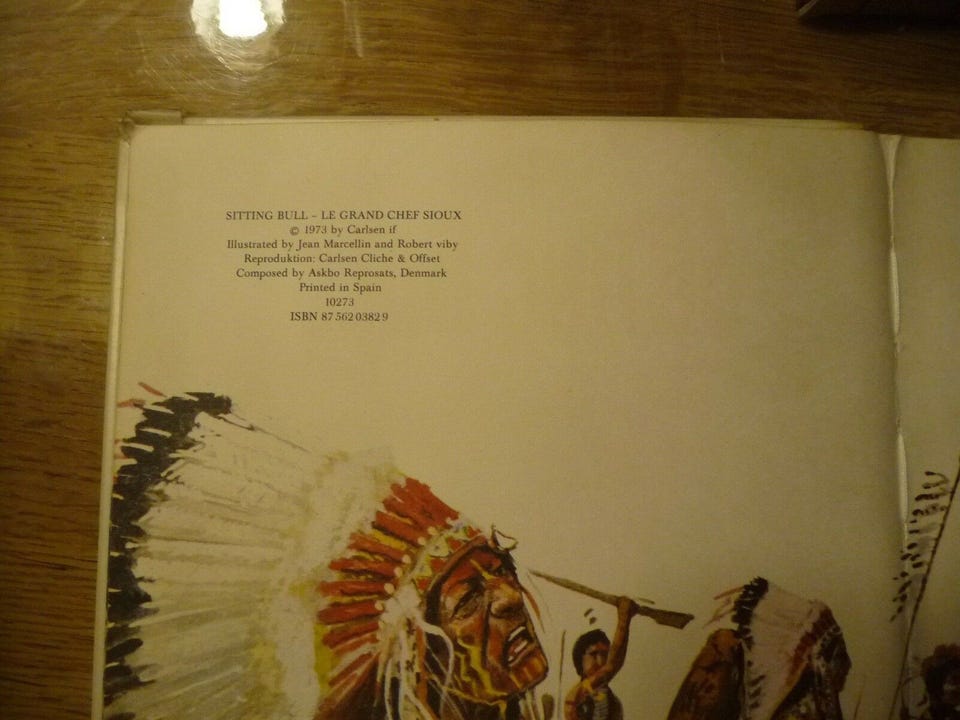 SITTING BULL – LE GRAND CHEF SIOUX
© 1973 by Carlsen if
Illustrated by Jean Marcellin and Robert viby
Reproduktion: Carlsen Cliche & Offset
Composed by Askbo Reprosats, Denmark
Printed in Spain
10273
ISBN 87 562 0382 9